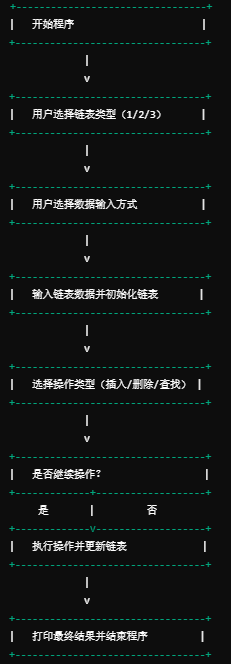 +-------------------------------+
|   开始程序                     |
+-------------------------------+
|
v
+-------------------------------+
|   用户选择链表类型（1/2/3）      |
+-------------------------------+
|
v
+-------------------------------+
|   用户选择数据输入方式           |
+-------------------------------+
|
v
+-------------------------------+
|   输入链表数据并初始化链表       |
+-------------------------------+
|
v
+-------------------------------+
|   选择操作类型（插入/删除/查找） |
+-------------------------------+
|
v
+-------------------------------+
|   是否继续操作？                |
+------------+------------------+
是      |        否
+------------v------------------+
|   执行操作并更新链表            |
+-------------------------------+
|
v
+-------------------------------+
|   打印最终结果并结束程序        |
+-------------------------------+